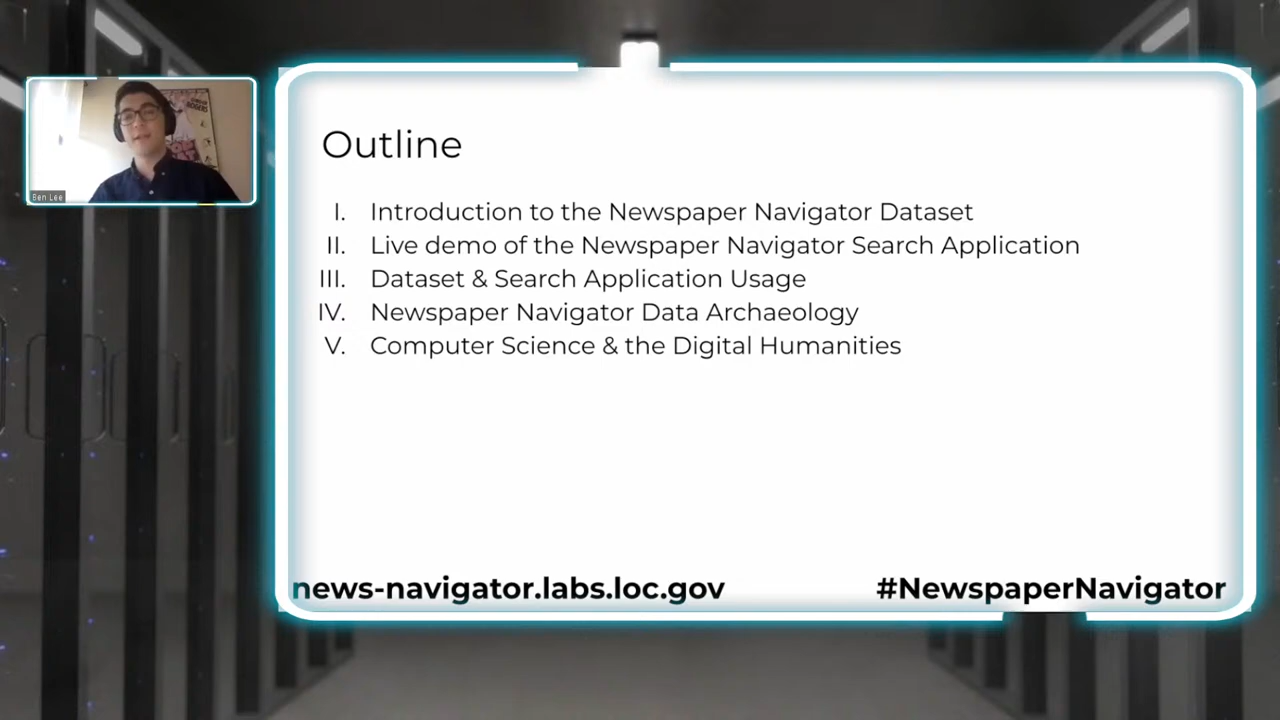 Outline
I. Introduction to the Newspaper Navigator Dataset
II. Live demo of the Newspaper Navigator Search Application
III. Dataset & Search Application Usage
IV. Newspaper Navigator Data Archaeology
V. Computer Science & the Digital Humanities
news-navigator.labs.loc.gov
#NewspaperNavigator
Ben Lee